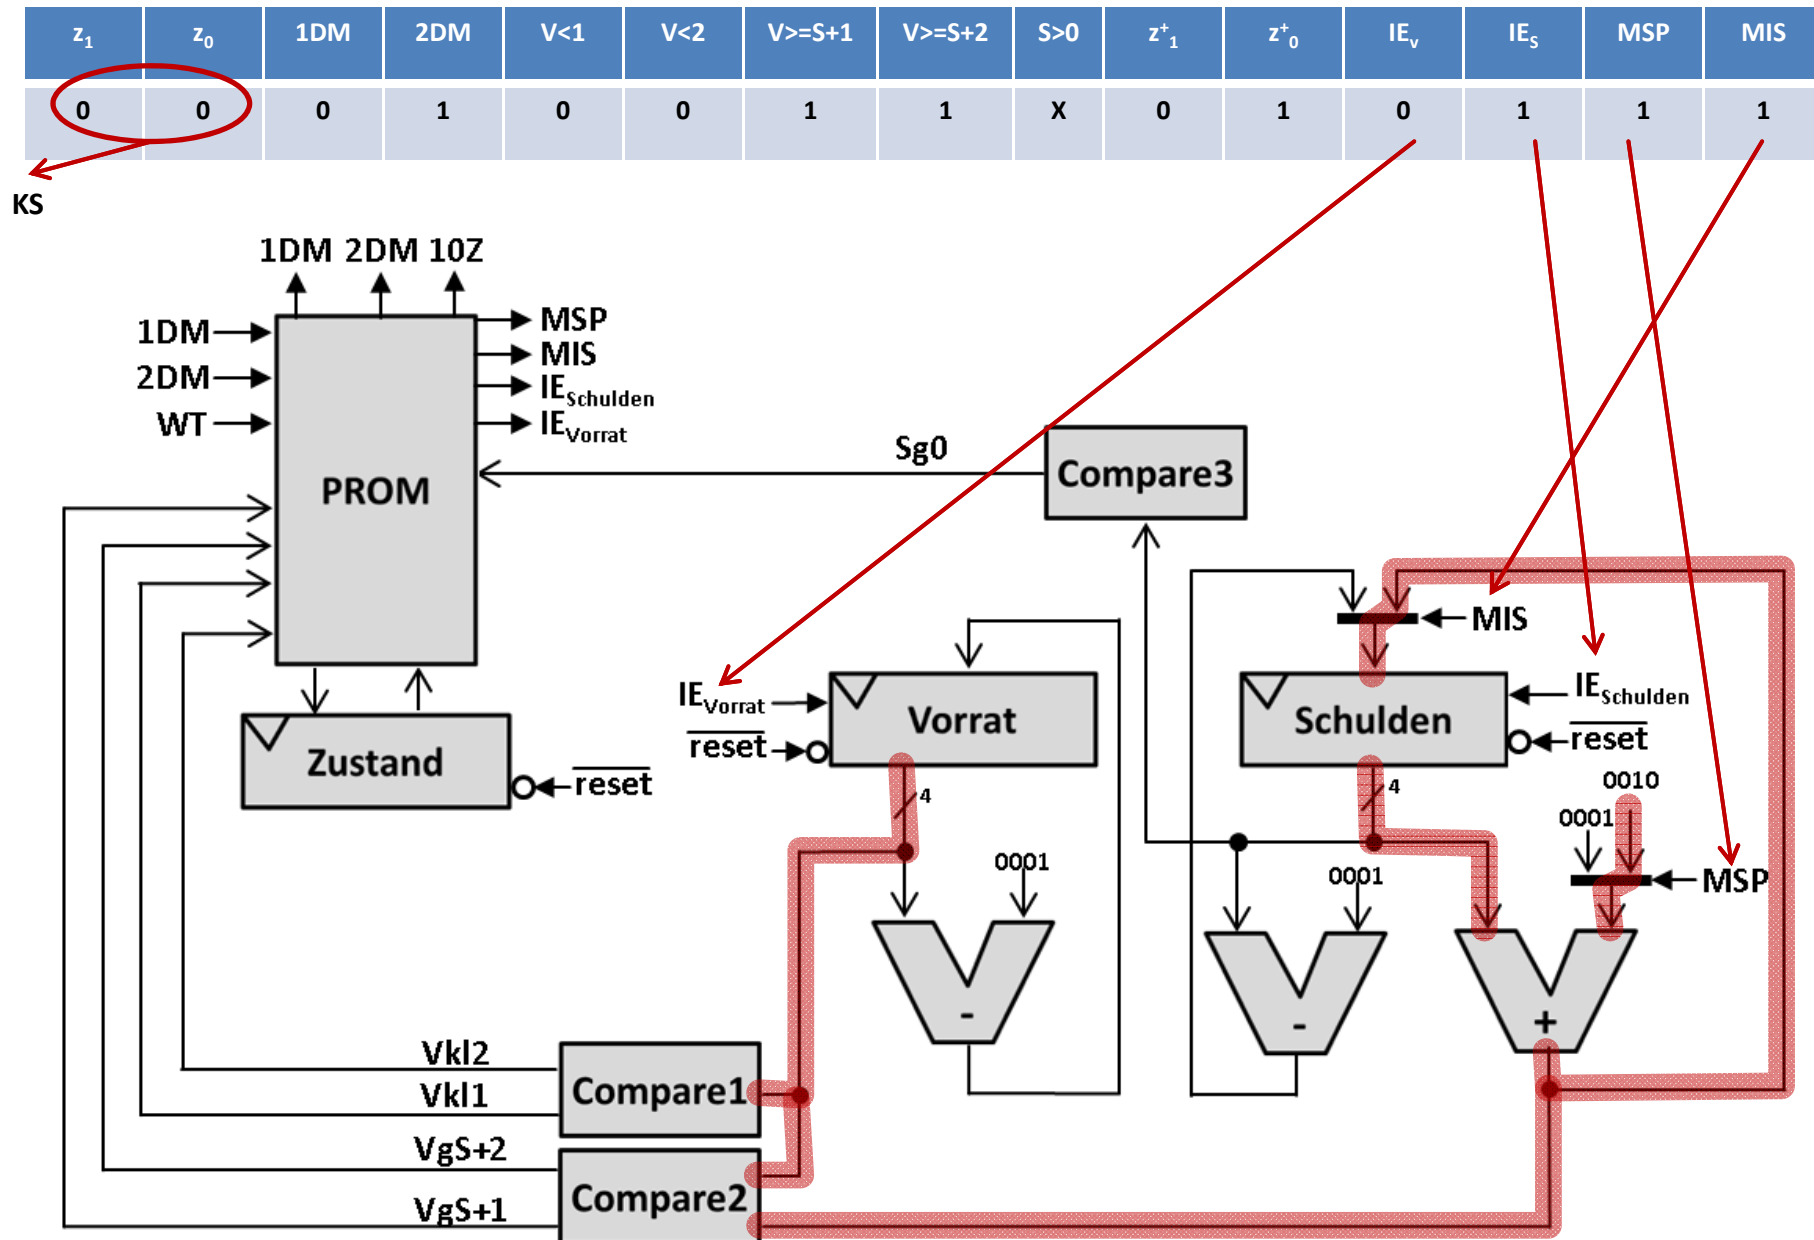 z1 z0 1DM 2DM V<1 V<2 V>=S+1 V>=S+2 S>0 z+1 z+0 IEv IES MSP MIS
0 0 0 1 0 0 1 1 X 0 1 0 1 1 1
KS
1DM 2DM 10Z
1DM
2DM
WT
MSP
MIS
IESchulden
IEVorrat
PROM
Sg0
Compare3
MIS
IEVorrat
reset
Vorrat
Schulden
IESchulden
reset
Zustand
reset
4
4
0010
0001
0001
0001
MSP
-
-
+
Vkl2
Vkl1
Compare1
VgS+2
VgS+1
Compare2